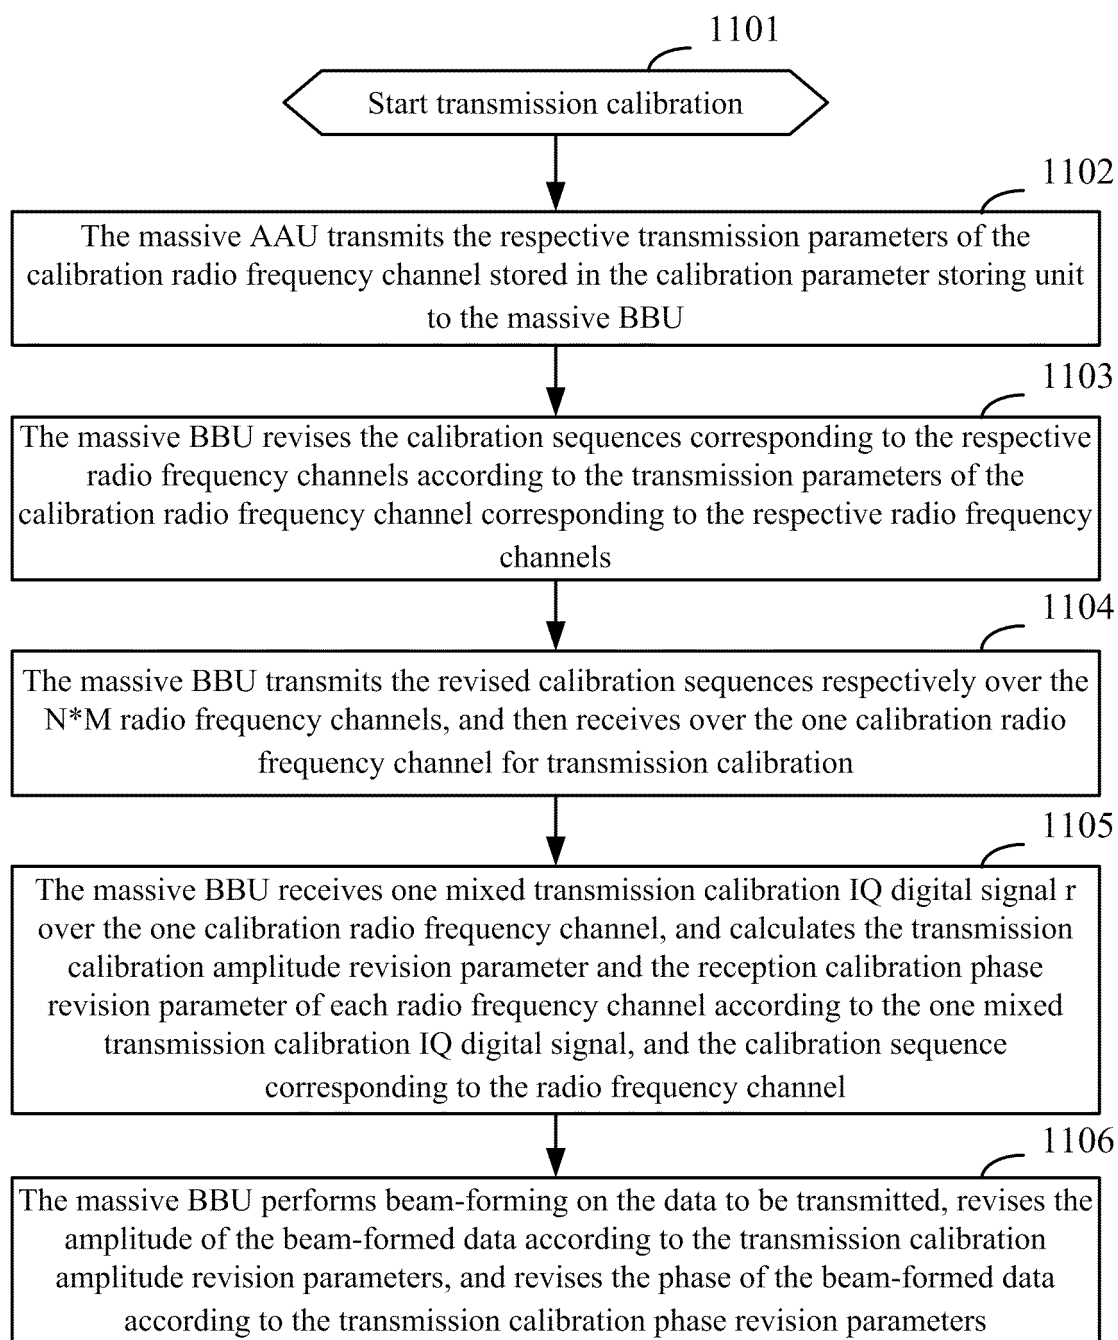 1101
Start transmission calibration
1102
The massive AAU transmits the respective transmission parameters of the
calibration radio frequency channel stored in the calibration parameter storing unit
to the massive BBU
1103
The massive BBU revises the calibration sequences corresponding to the respective
radio frequency channels according to the transmission parameters of the
calibration radio frequency channel corresponding to the respective radio frequency
channels
1104
The massive BBU transmits the revised calibration sequences respectively over the
N*M radio frequency channels, and then receives over the one calibration radio
frequency channel for transmission calibration
1105
The massive BBU receives one mixed transmission calibration IQ digital signal r
over the one calibration radio frequency channel, and calculates the transmission
calibration amplitude revision parameter and the reception calibration phase
revision parameter of each radio frequency channel according to the one mixed
transmission calibration IQ digital signal, and the calibration sequence
corresponding to the radio frequency channel
1106
The massive BBU performs beam-forming on the data to be transmitted, revises the
amplitude of the beam-formed data according to the transmission calibration
amplitude revision parameters, and revises the phase of the beam-formed data
according to the transmission calibration phase revision parameters